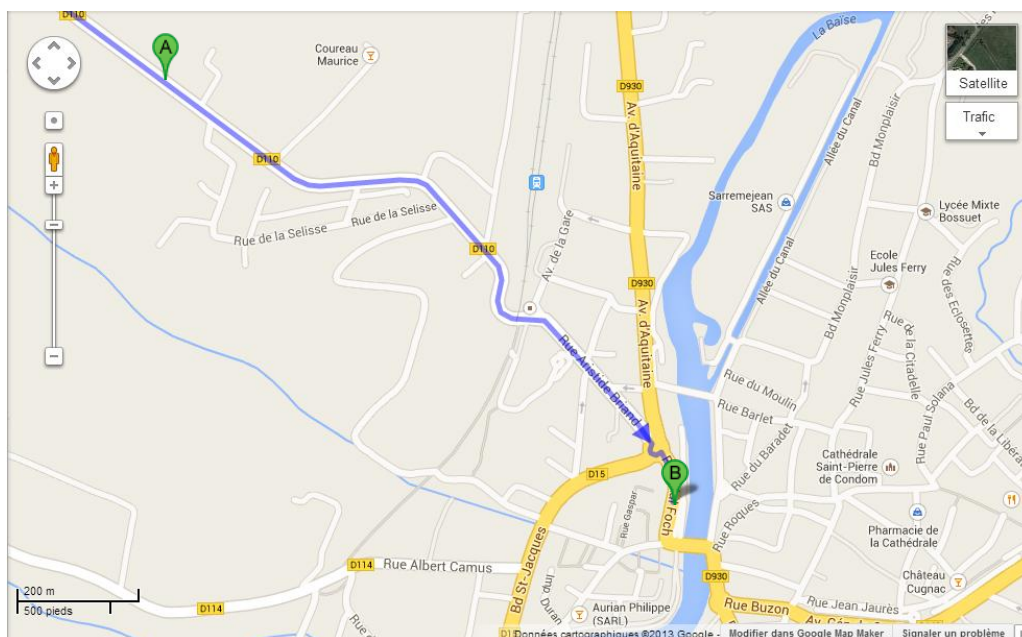 D110
A
Coureau
Maurice
La Baïse
Satellite
Trafic
D930
Av. d'Aquitaine
Allée du Canal
Bd Monplaisir
D110
Sarremejean
SAS
Lycée Mixte
Bossuet
Rue de la Selisse
Rue de la Selisse
D110
Av. de la Gare
Ecole
Jules Ferry
Rue des Eclosettes
D930
Allée du Canal
Av. d'Aquitaine
Bd Monplaisir
Rue Jules Ferry
Rue de la Citadelle
Rue Aristide Briand
Rue du Moulin
Rue Barlet
Rue Paul Solana
Bd de la Libéra
Rue du Baradet
Cathédrale
Saint-Pierre
de Condom
D15
B
Foch
Rue Gaspar
Rue Roques
Pharmacie de
la Cathédrale
D114
Rue Albert Camus
Bd St-Jacques
Imp.
Duran
D930
Château
Cugnac
200 m
500 pieds
D114
Aurian Philippe
(SARL)
Rue Buzon
Rue Jean Jaurès
Données cartographiques ©2013 Google -
Modifier dans Google Map Maker
Signaler un problème